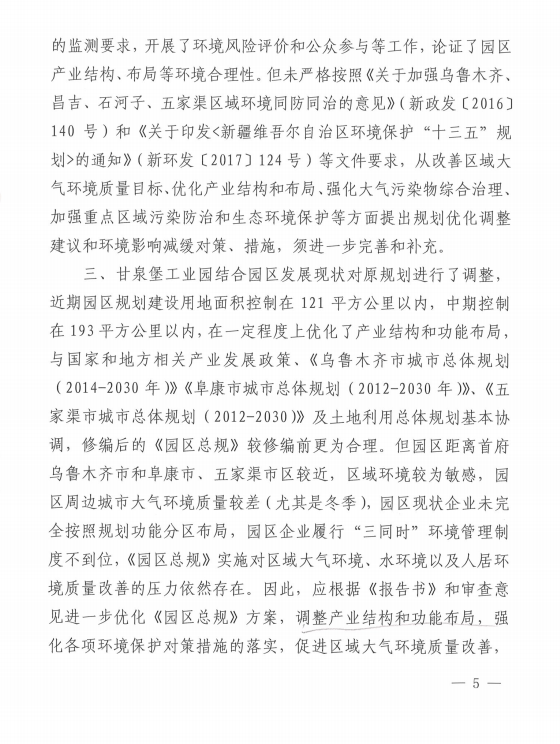 的监测要求，开展了环境风险评价和公众参与等工作，论证了园区
产业结构、布局等环境合理性。但未严格按照《关于加强乌鲁木齐、
昌吉、石河子、五家渠区域环境同防同治的意见》（新政发〔2016〕
140 号）和《关于印发<新疆维吾尔自治区环境保护“十三五”规
划>的通知》（新环发〔2017〕124 号）等文件要求，从改善区域大
气环境质量目标、优化产业结构和布局、强化大气污染物综合治理、
加强重点区域污染防治和生态环境保护等方面提出规划优化调整
建议和环境影响减缓对策、措施，须进一步完善和补充。
三、甘泉堡工业园结合园区发展现状对原规划进行了调整，
近期园区规划建设用地面积控制在 121 平方公里以内，中期控制
在 193 平方公里以内，在一定程度上优化了产业结构和功能布局，
与国家和地方相关产业发展政策、《乌鲁木齐市城市总体规划
（2014-2030 年）》《阜康市城市总体规划（2012-2030 年）》、《五
家渠市城市总体规划（2012-2030）》及土地利用总体规划基本协
调，修编后的《园区总规》较修编前更为合理。但园区距离首府
乌鲁木齐市和阜康市、五家渠市区较近，区域环境较为敏感，园
区周边城市大气环境质量较差（尤其是冬季），园区现状企业未完
全按照规划功能分区布局，园区企业履行“三同时”环境管理制
度不到位，《园区总规》实施对区域大气环境、水环境以及人居环
境质量改善的压力依然存在。因此，应根据《报告书》和审查意
见进一步优化《园区总规》方案，调整产业结构和功能布局，强
化各项环境保护对策措施的落实，促进区域大气环境质量改善，
— 5 —